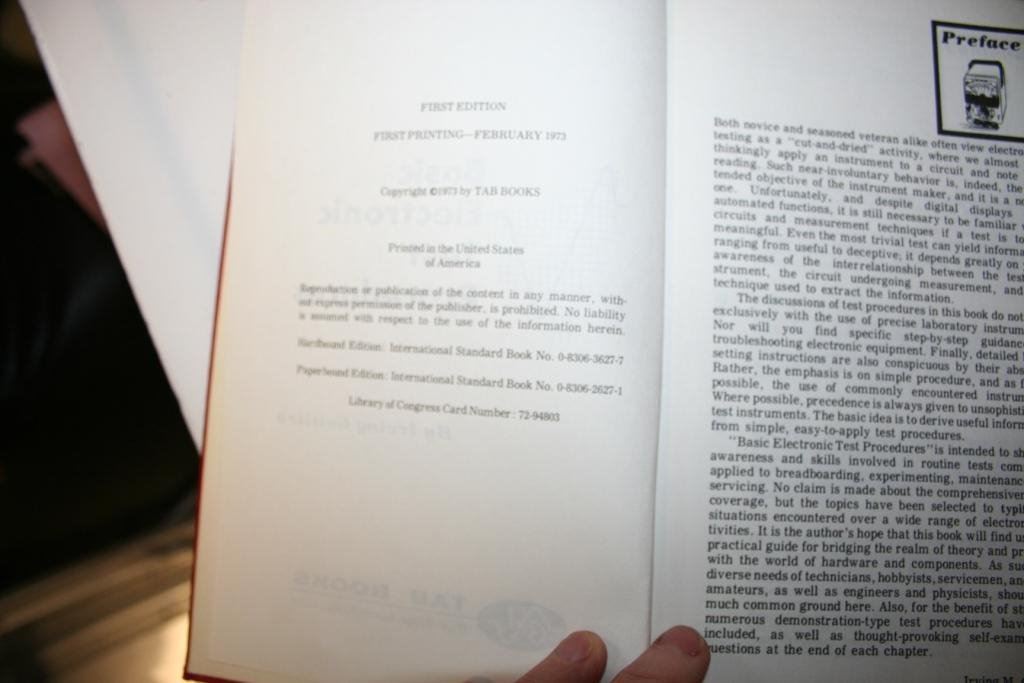 FIRST EDITION
FIRST PRINTING—FEBRUARY 1973
Copyright ©1973 by TAB BOOKS
Printed in the United States
of America
Reproduction or publication of the content in any manner, with-
out express permission of the publisher, is prohibited. No liability
is assumed with respect to the use of the information herein.
Hardbound Edition: International Standard Book No. 0-8306-3627-7
Paperbound Edition: International Standard Book No. 0-8306-2627-1
Library of Congress Card Number: 72-94803
Preface
Both novice and seasoned veteran alike often view electro
testing as a "cut-and-dried" activity, where we almost
thinkingly apply an instrument to a circuit and note
reading. Such near-involuntary behavior is, indeed, the
tended objective of the instrument maker, and it is a no
one. Unfortunately, and despite digital displays
automated functions, it is still necessary to be familiar
circuits and measurement techniques if a test is to
meaningful. Even the most trivial test can yield informa
ranging from useful to deceptive; it depends greatly on
awareness of the interrelationship between the test
strument, the circuit undergoing measurement, and
technique used to extract the information.
The discussions of test procedures in this book do not
exclusively with the use of precise laboratory instrum
Nor will you find specific step-by-step guidance
troubleshooting electronic equipment. Finally, detailed
setting instructions are also conspicuous by their abs
Rather, the emphasis is on simple procedure, and as f
possible, the use of commonly encountered instrum
Where possible, precedence is always given to unsophisti
test instruments. The basic idea is to derive useful inform
from simple, easy-to-apply test procedures.
"Basic Electronic Test Procedures" is intended to sh
awareness and skills involved in routine tests com
applied to breadboarding, experimenting, maintenanc
servicing. No claim is made about the comprehensiven
coverage, but the topics have been selected to typi
situations encountered over a wide range of electron
tivities. It is the author's hope that this book will find us
practical guide for bridging the realm of theory and pr
with the world of hardware and components. As suc
diverse needs of technicians, hobbyists, servicemen, an
amateurs, as well as engineers and physicists, shou
much common ground here. Also, for the benefit of st
numerous demonstration-type test procedures hav
included, as well as thought-provoking self-exam
questions at the end of each chapter.
Irving M.